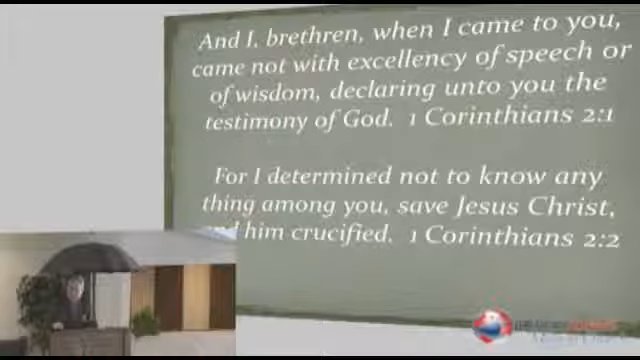 And I, brethren, when I came to you,
came not with excellency of speech or
of wisdom, declaring unto you the
testimony of God. 1 Corinthians 2:1
For I determined not to know any
thing among you, save Jesus Christ,
him crucified. 1 Corinthians 2:2